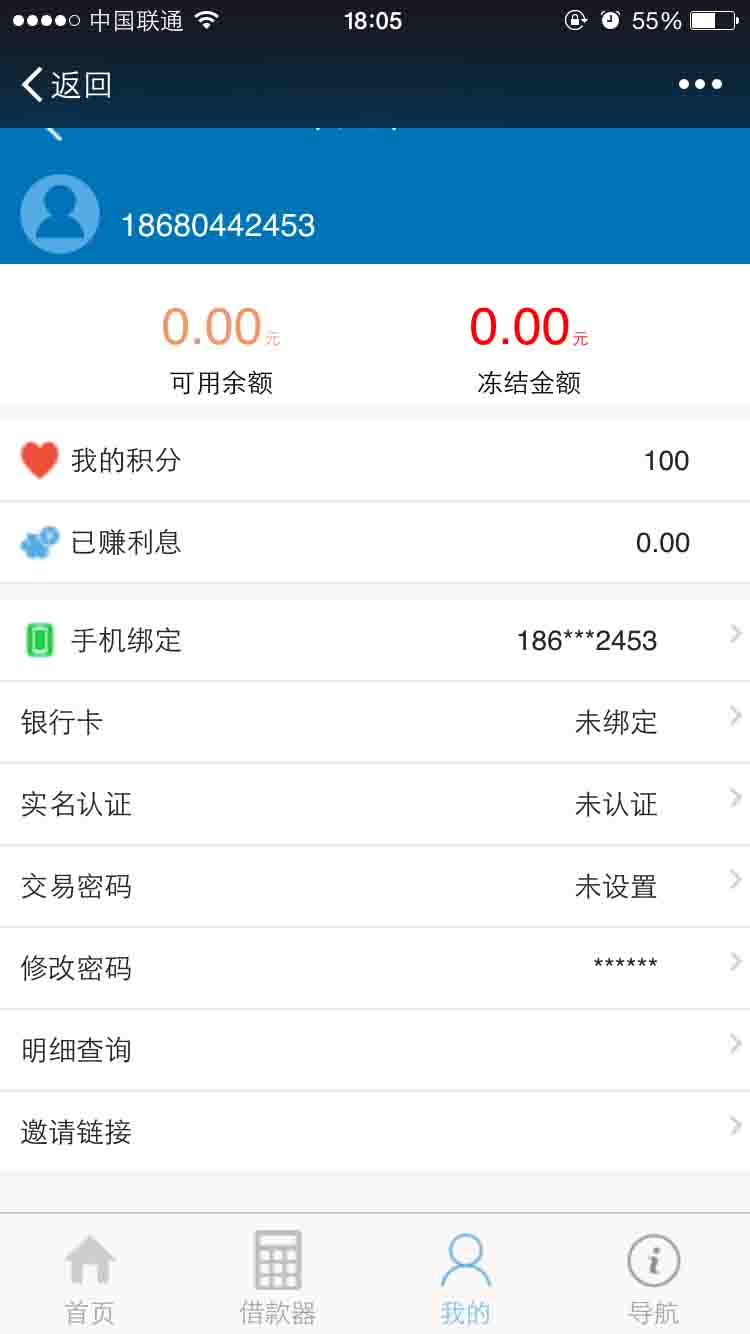 中国联通 18:05 55%
返回
18680442453
0.00元 0.00元
可用余额 冻结金额
我的积分 100
已赚利息 0.00
手机绑定 186***2453
银行卡 未绑定
实名认证 未认证
交易密码 未设置
修改密码 ******
明细查询
邀请链接
首页 借款器 我的 导航